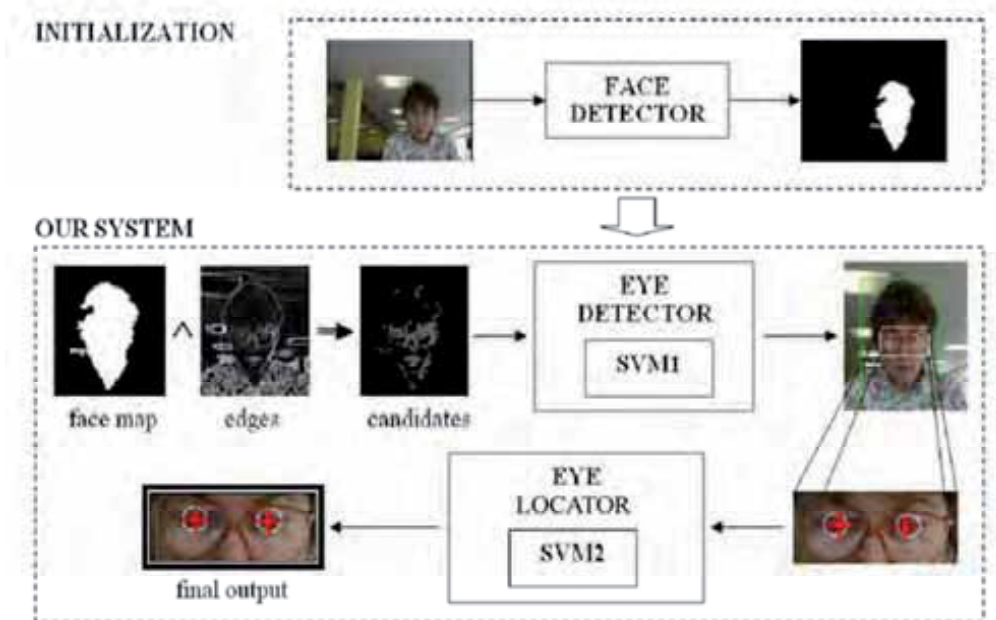 INITIALIZATION
FACE
DETECTOR
OUR SYSTEM
face map
^
edges
candidates
EYE
DETECTOR
SVM1
EYE
LOCATOR
SVM2
final output